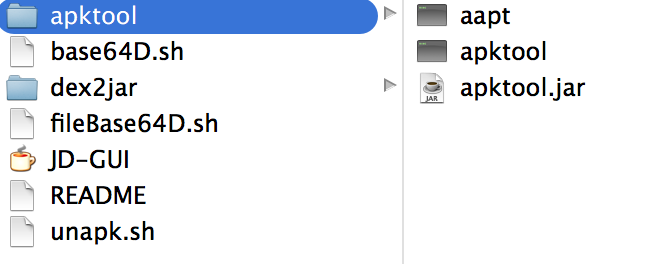 apktool
base64D.sh
dex2jar
fileBase64D.sh
JD-GUI
README
unapk.sh
aapt
apktool
apktool.jar
JAR